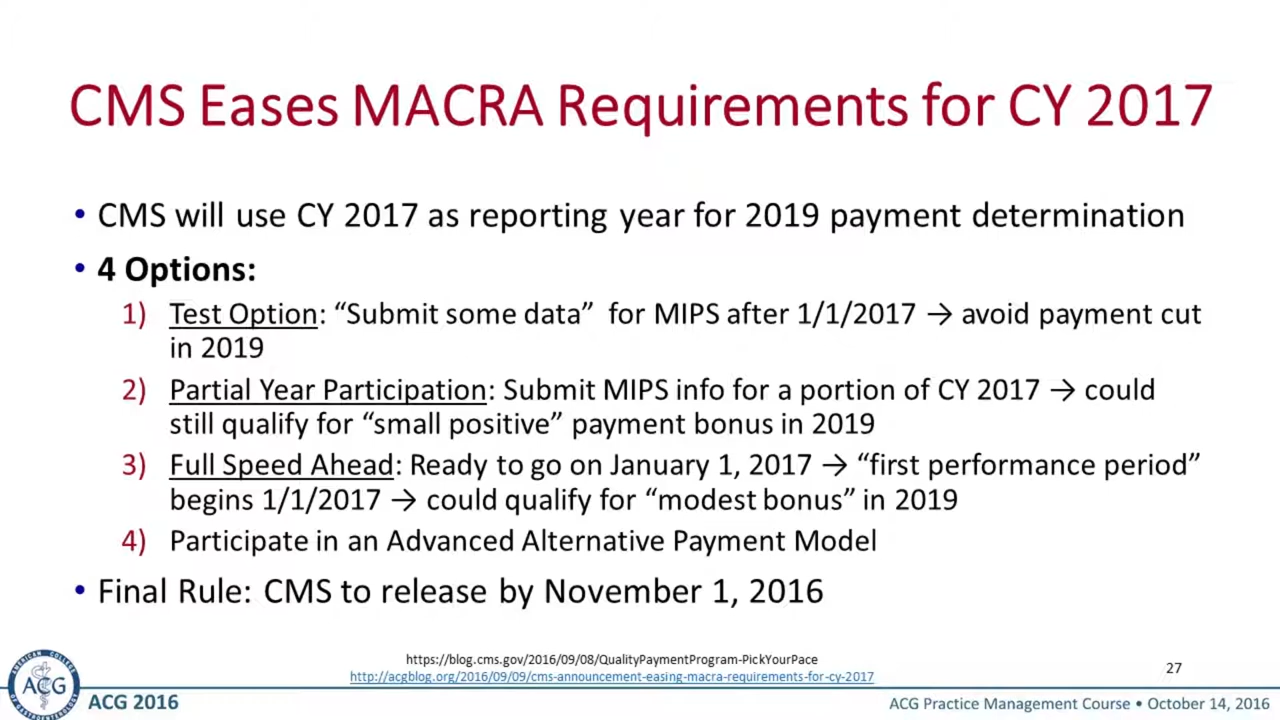 CMS Eases MACRA Requirements for CY 2017
• CMS will use CY 2017 as reporting year for 2019 payment determination
• 4 Options:
1) Test Option: “Submit some data”  for MIPS after 1/1/2017 → avoid payment cut
in 2019
2) Partial Year Participation: Submit MIPS info for a portion of CY 2017 → could
still qualify for “small positive” payment bonus in 2019
3) Full Speed Ahead: Ready to go on January 1, 2017 → “first performance period”
begins 1/1/2017 → could qualify for “modest bonus” in 2019
4) Participate in an Advanced Alternative Payment Model
• Final Rule: CMS to release by November 1, 2016
https://blog.cms.gov/2016/09/08/QualityPaymentProgram-PickYourPace
http://acgblog.org/2016/09/09/cms-announcement-easing-macra-requirements-for-cy-2017
27
AMERICAN COLLEGE
ACG
OF GASTROENTEROLOGY
ACG 2016
ACG Practice Management Course • October 14, 2016